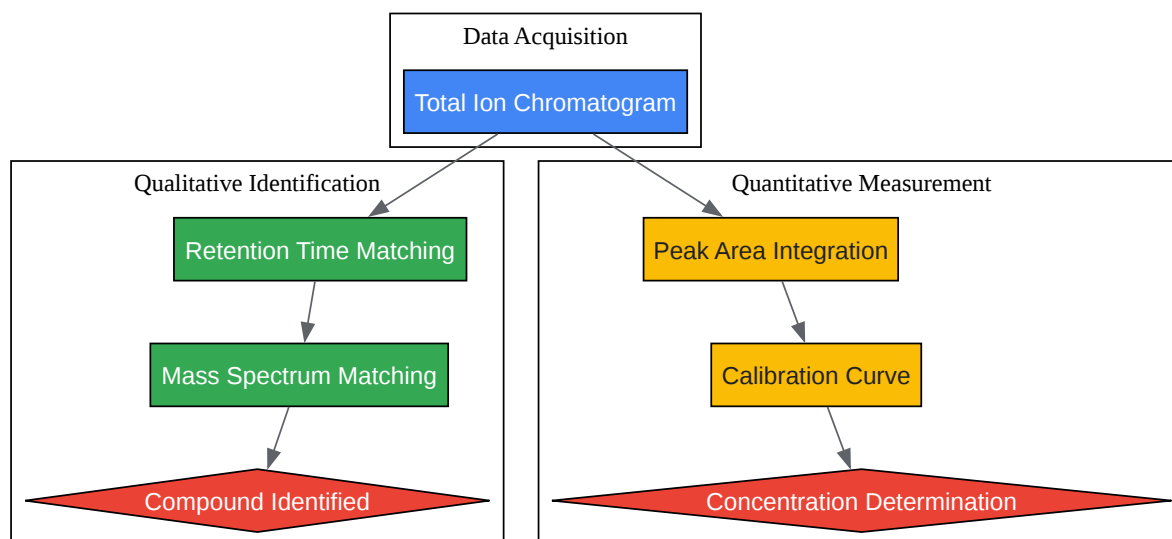 Data Acquisition
Total Ion Chromatogram
Qualitative Identification
Retention Time Matching
Mass Spectrum Matching
Compound Identified
Quantitative Measurement
Peak Area Integration
Calibration Curve
Concentration Determination